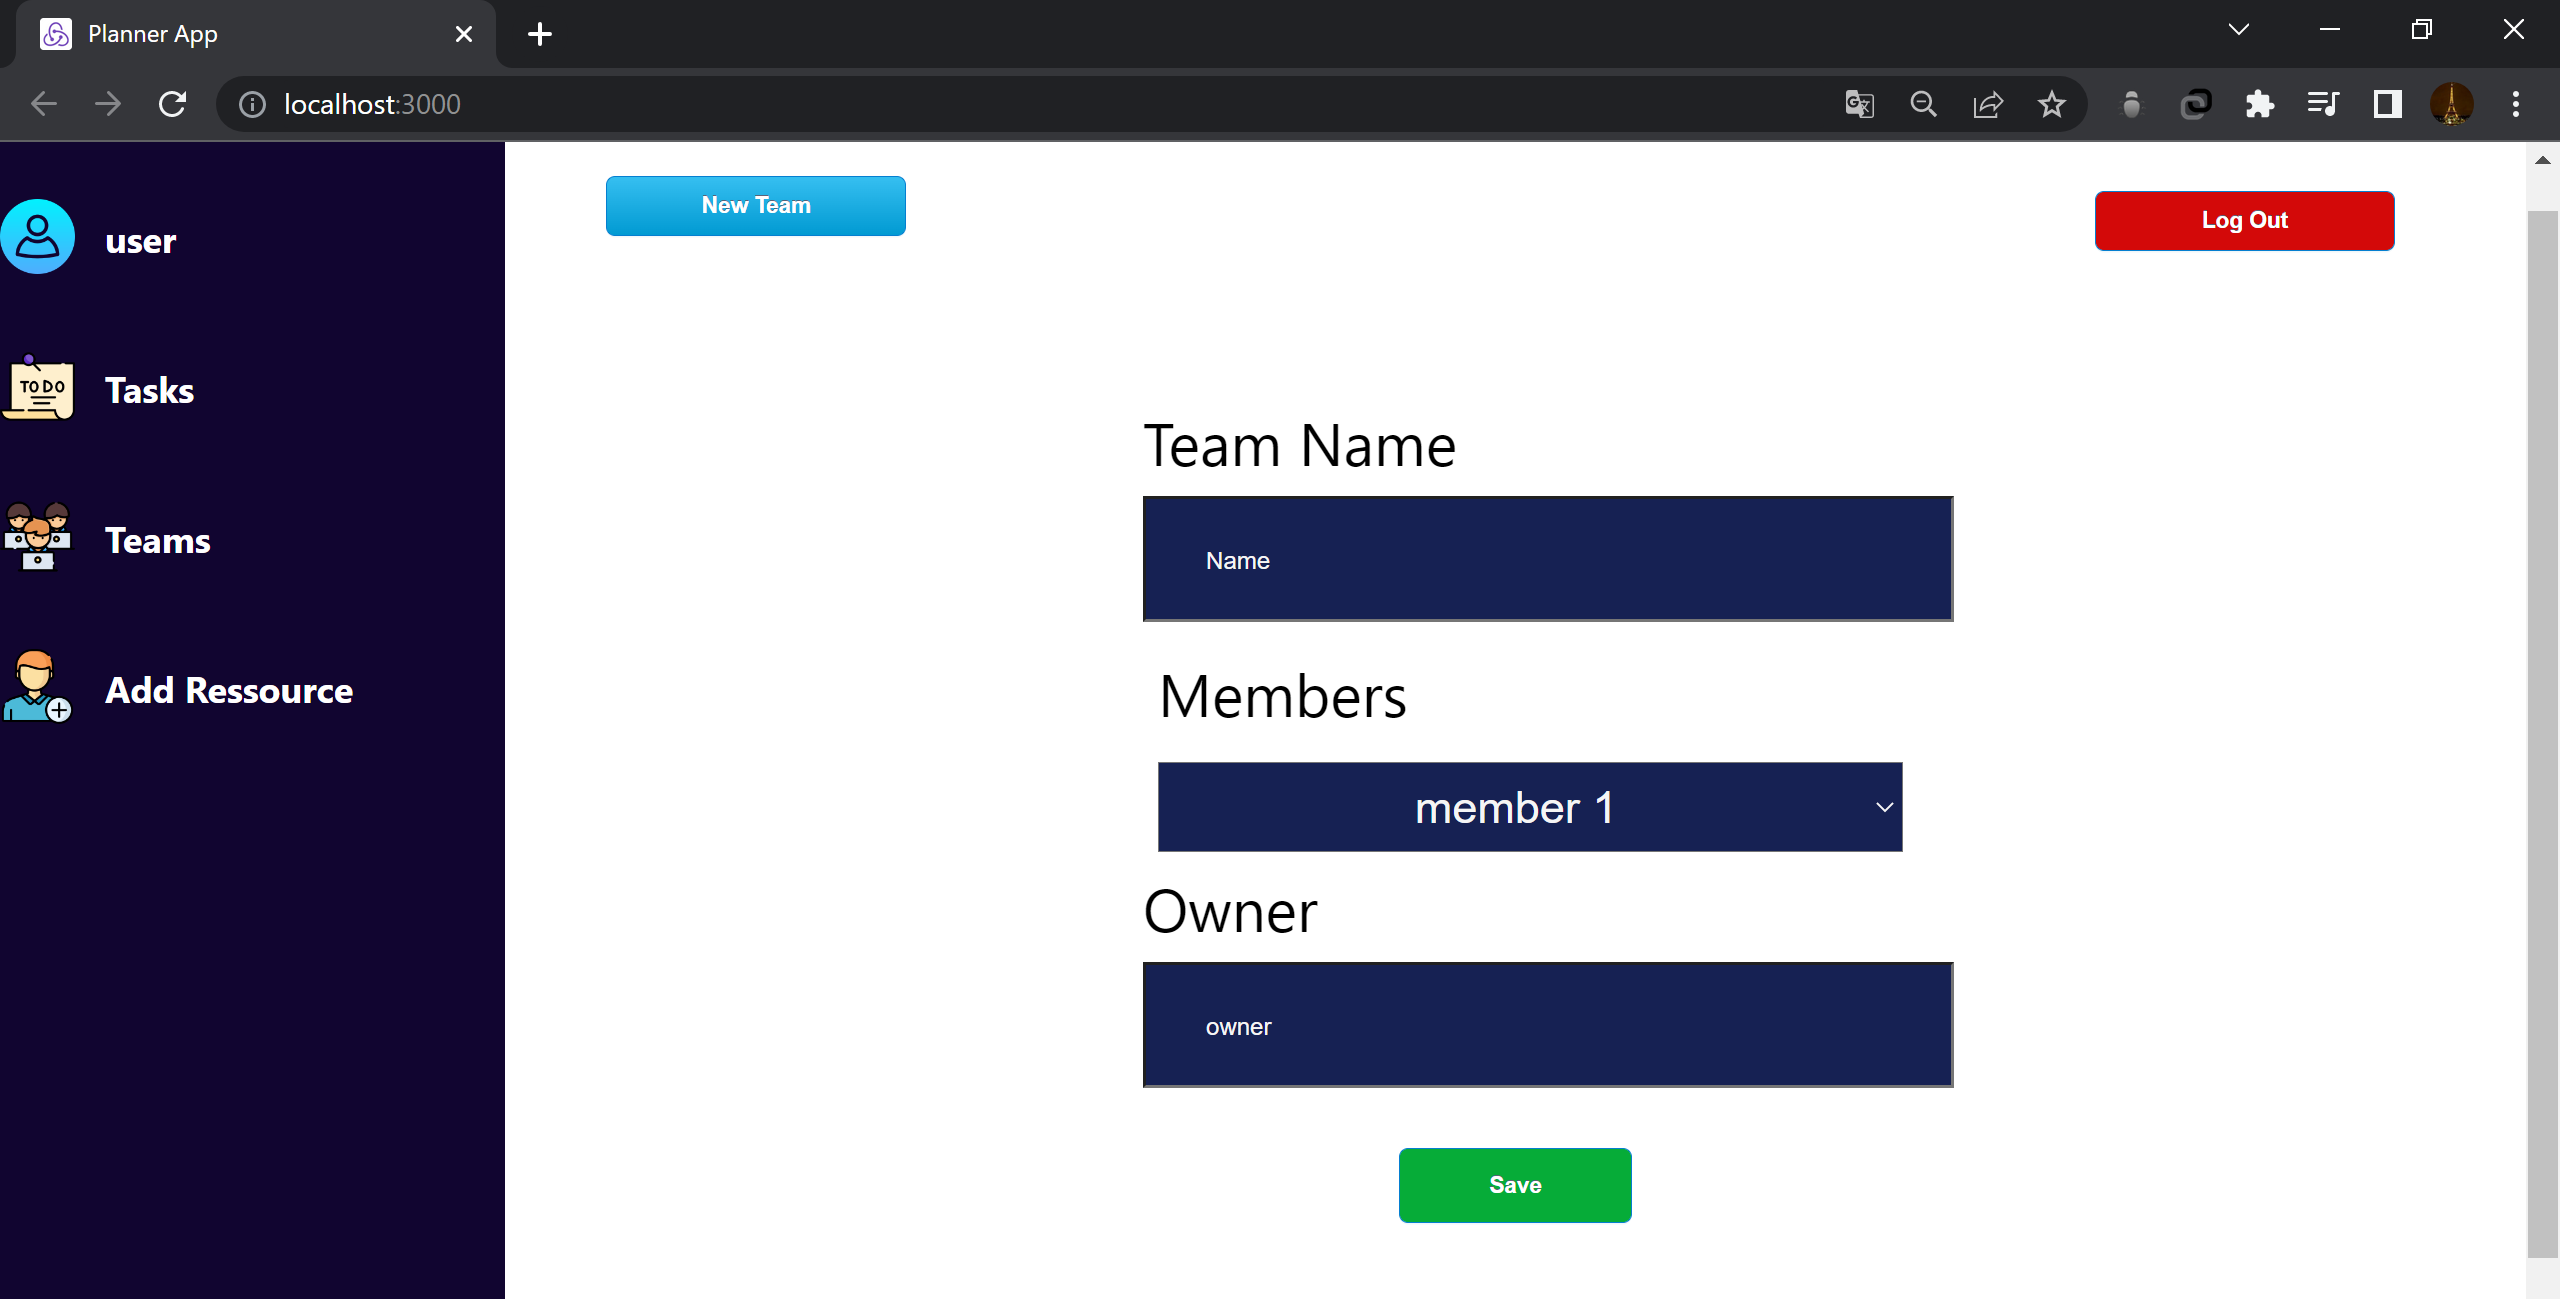 Planner App
localhost:3000
user
TO DO
Tasks
Teams
Add Ressource
New Team
Log Out
Team Name
Name
Members
member 1
Owner
owner
Save